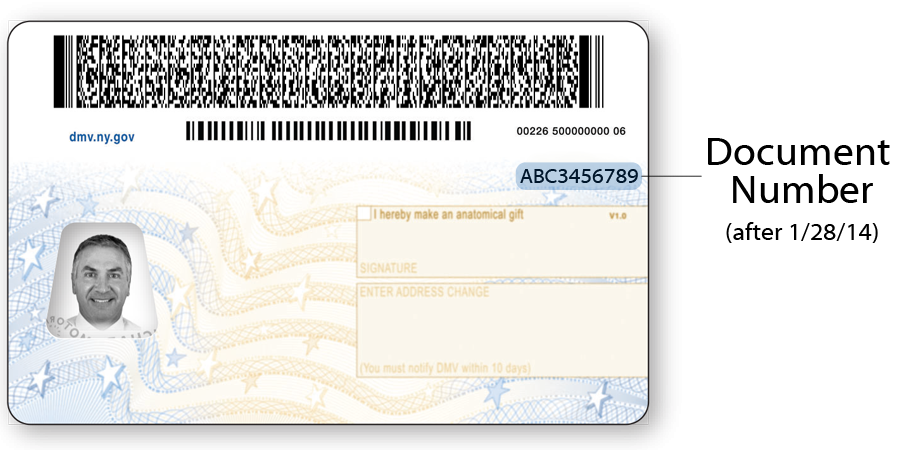 dmv.ny.gov
00226 500000000 06
ABC3456789
Document
Number
(after 1/28/14)
I hereby make an anatomical gift
V1.0
SIGNATURE
ENTER ADDRESS CHANGE
(You must notify DMV within 10 days)